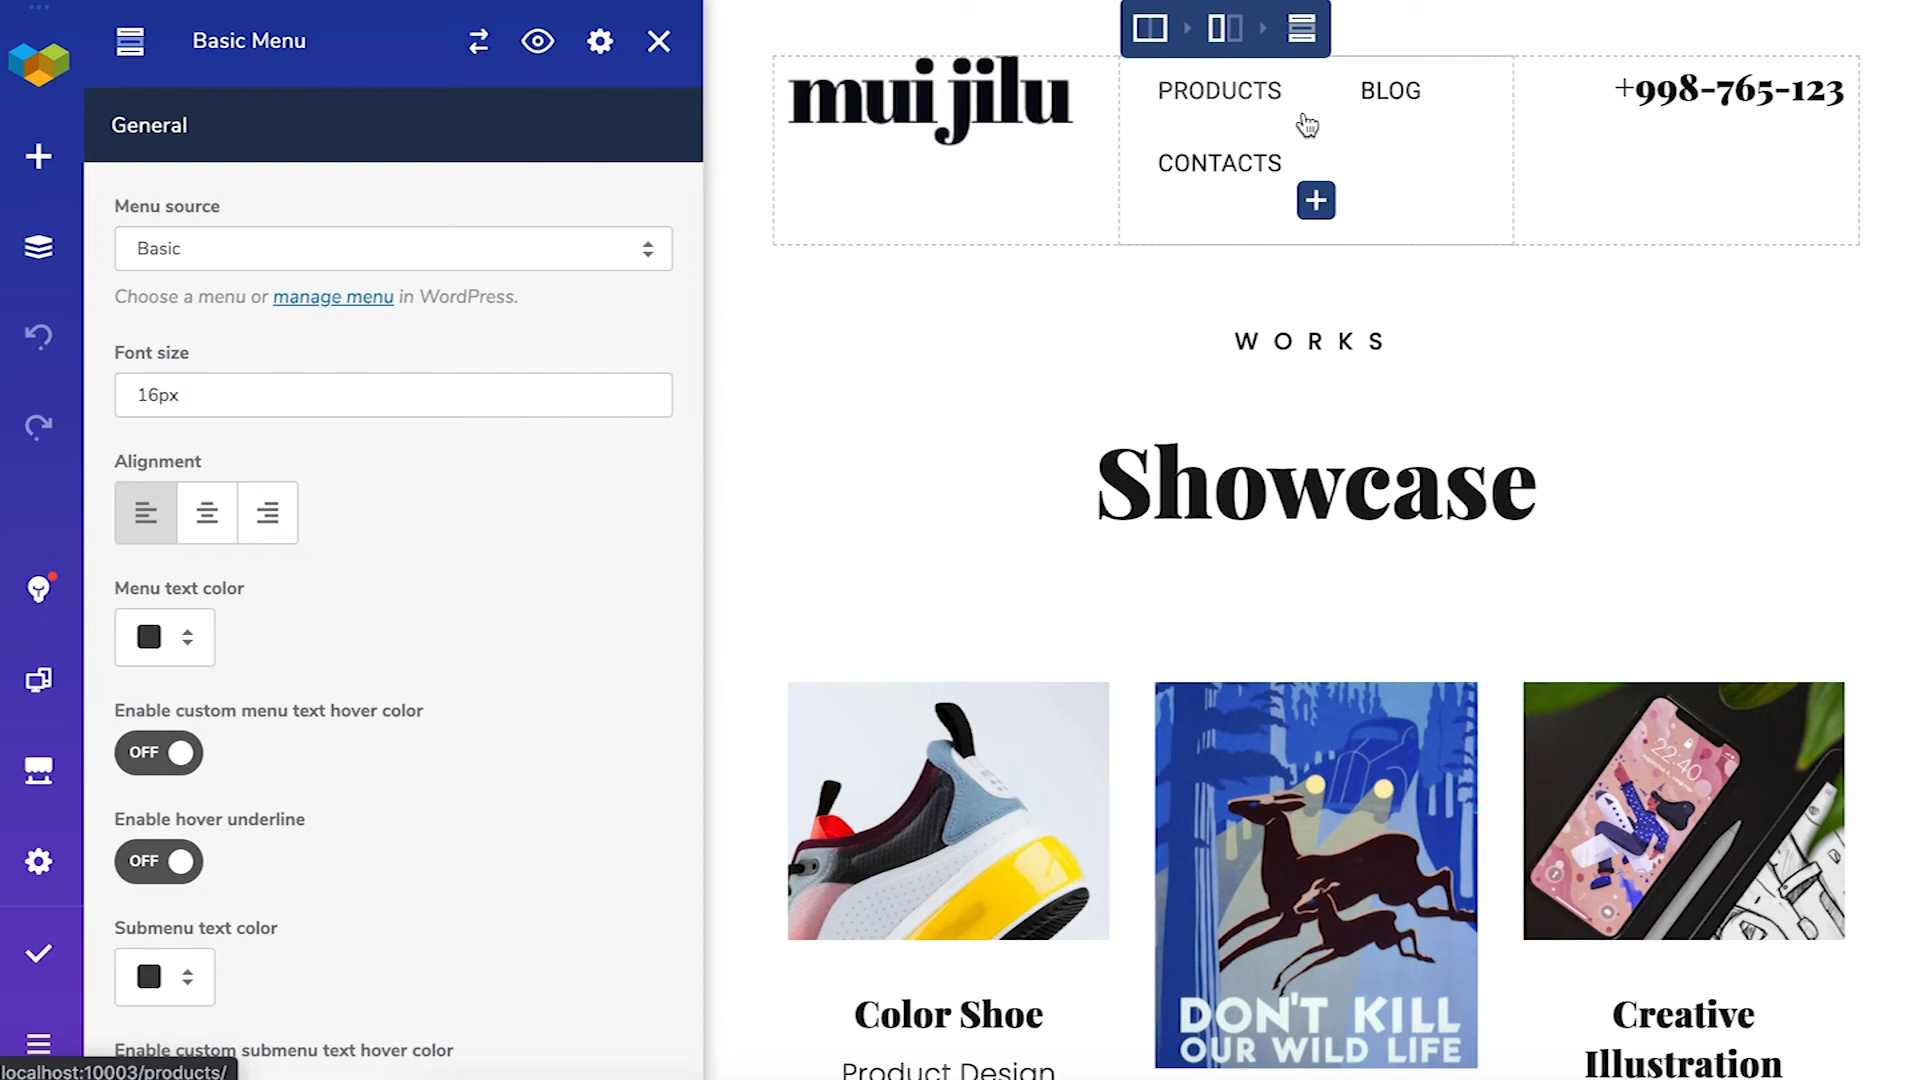 Basic Menu
General
Menu source
Basic
Choose a menu or manage menu in WordPress.
Font size
16px
Alignment
Menu text color
Enable custom menu text hover color
OFF
Enable hover underline
OFF
Submenu text color
Enable custom submenu text hover color
localhost:10003/products/
mui jilu
PRODUCTS
BLOG
CONTACTS
+998-765-123
WORKS
Showcase
22:40
DON'T KILL
OUR WILD LIFE
Color Shoe
Product Design
Creative
Illustration